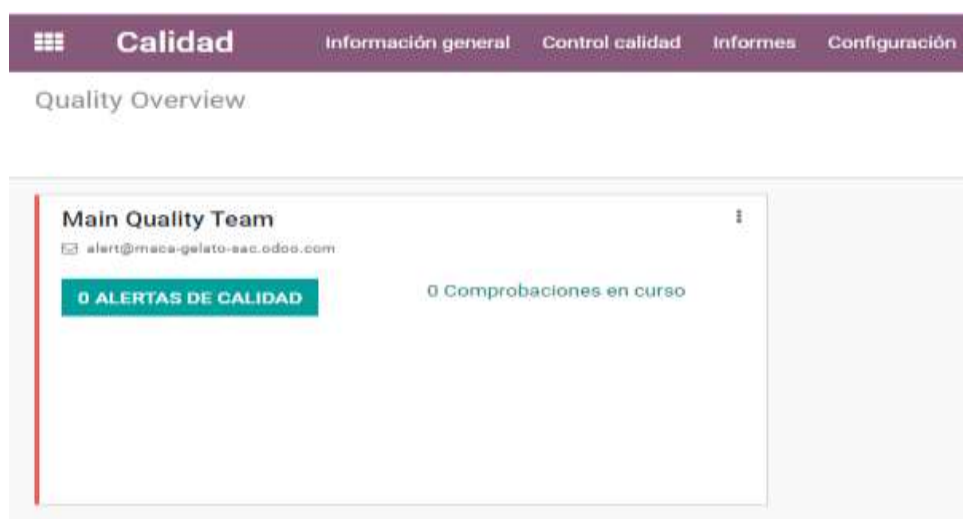 Calidad Información general Control calidad Informes Configuración
Quality Overview
Main Quality Team
alert@maca-gelato-sac.odoo.com
0 ALERTAS DE CALIDAD 0 Comprobaciones en curso